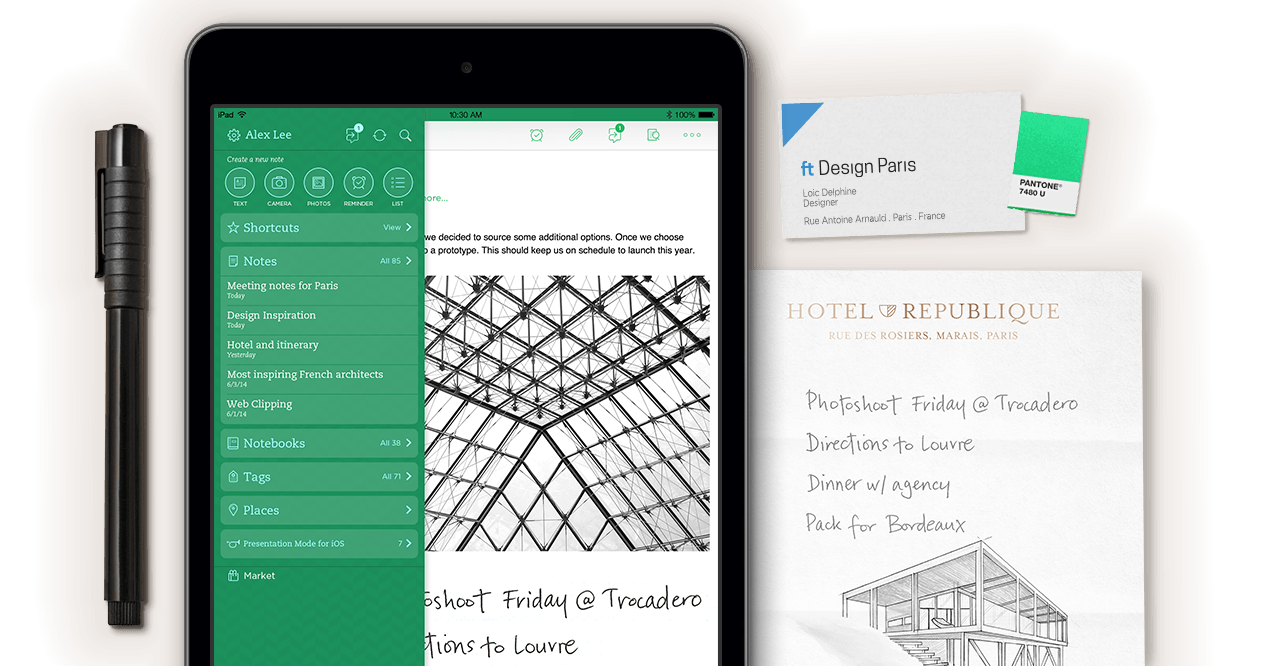 iPad
10:30 AM
100%
Alex Lee
1
1
Create a new note
TEXT
CAMERA
PHOTOS
REMINDER
LIST
Shortcuts
View
Notes
All 85
Meeting notes for Paris
Today
Design Inspiration
Today
Hotel and itinerary
Yesterday
Most inspiring French architects
6/3/14
Web Clipping
6/1/14
Notebooks
All 38
Tags
All 71
Places
Presentation Mode for iOS
7
Market
ore...
we decided to source some additional options. Once we choose
o a prototype. This should keep us on schedule to launch this year.
oshoot Friday @ Trocadero
ctions to Louvre
ft Design Paris
Loic Delphine
Designer
Rue Antoine Arnauld . Paris . France
PANTONE®
7480 U
HOTEL REPUBLIQUE
RUE DES ROSIERS, MARAIS, PARIS
Photoshoot Friday @ Trocadero
Directions to Louvre
Dinner w/ agency
Pack for Bordeaux